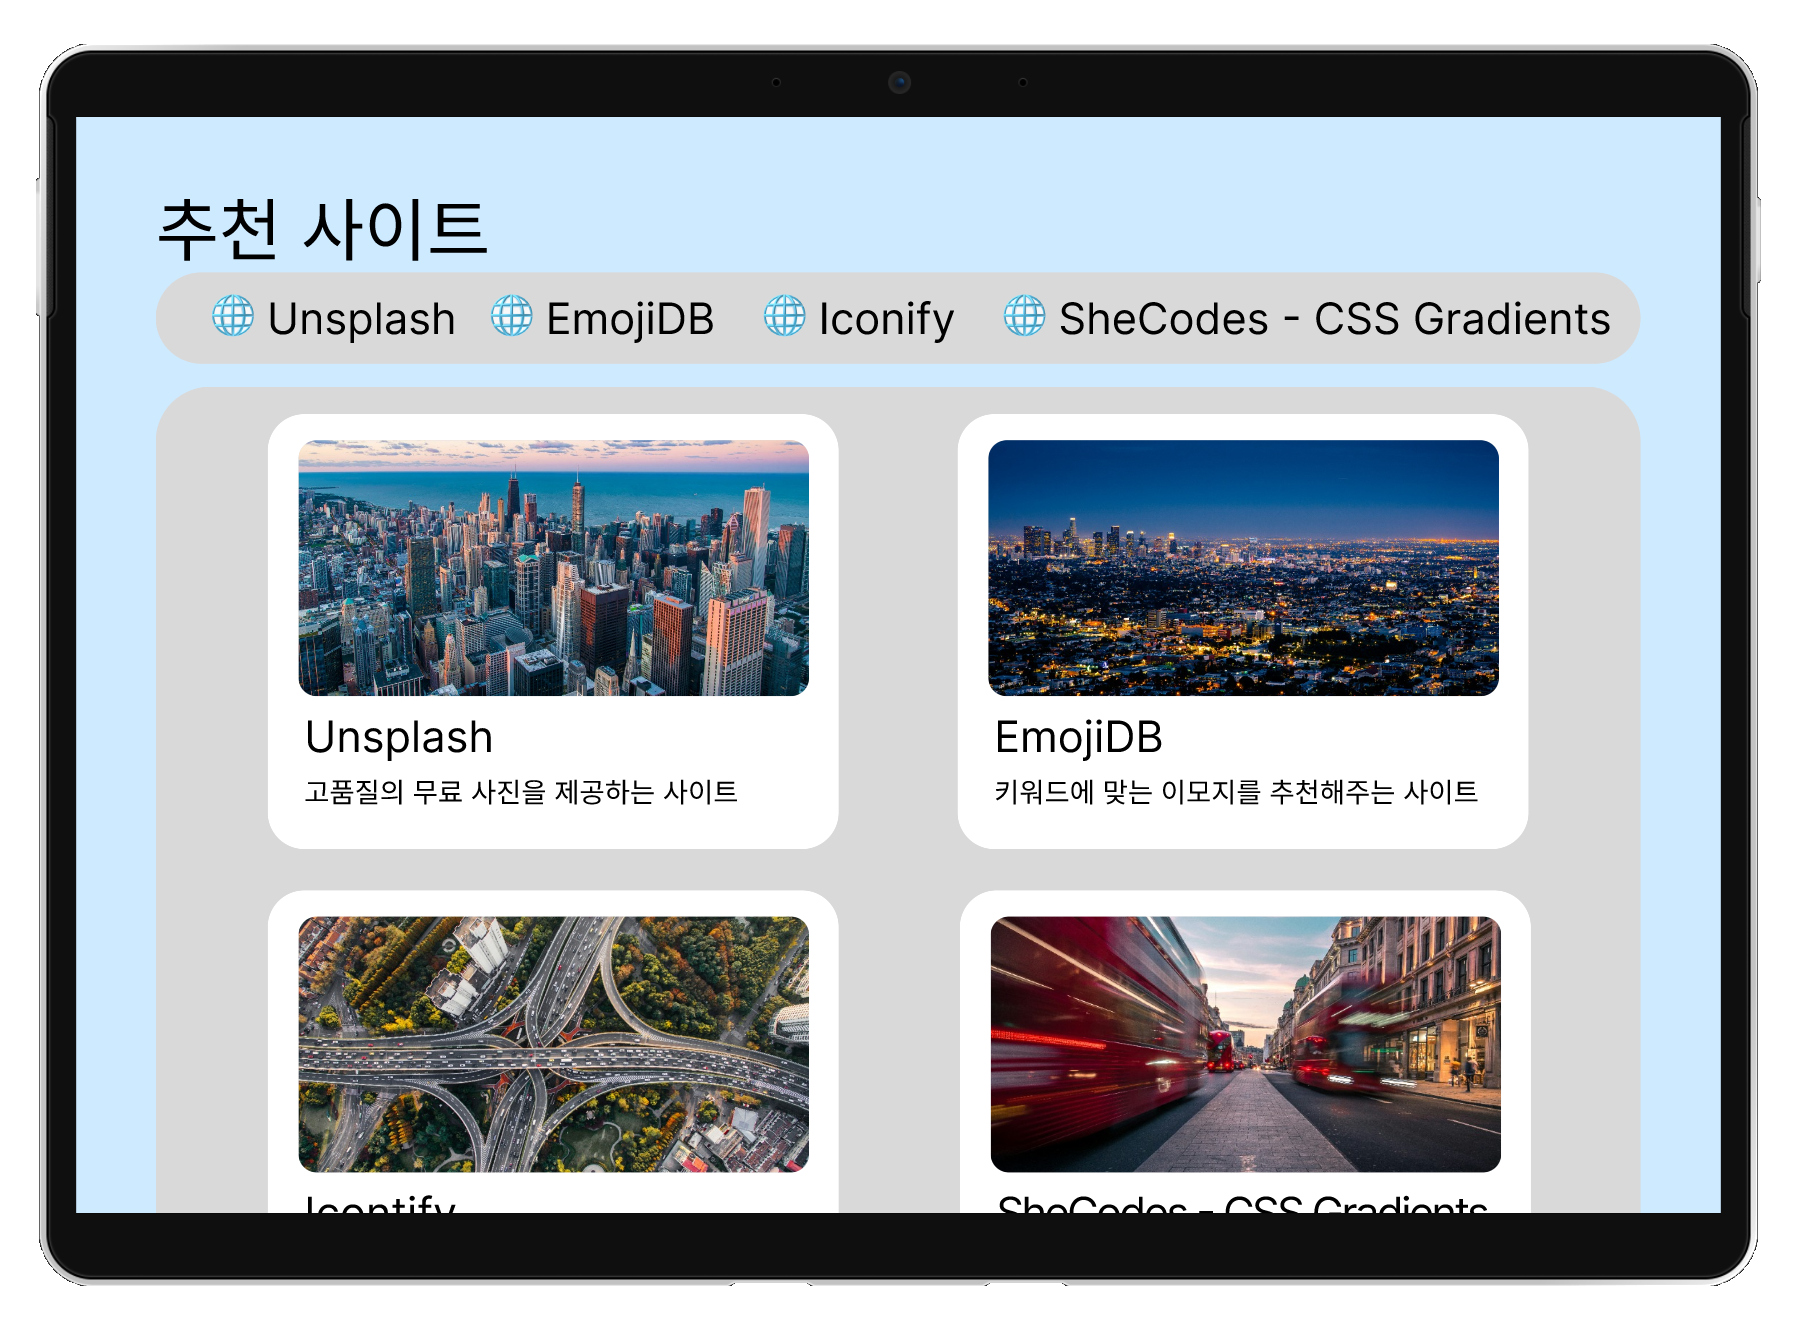 추천 사이트
🌐 Unsplash 🌐 EmojiDB 🌐 Iconify 🌐 SheCodes - CSS Gradients
Unsplash
고품질의 무료 사진을 제공하는 사이트
EmojiDB
키워드에 맞는 이모지를 추천해주는 사이트
Icontify
SheCodes - CSS Gradients